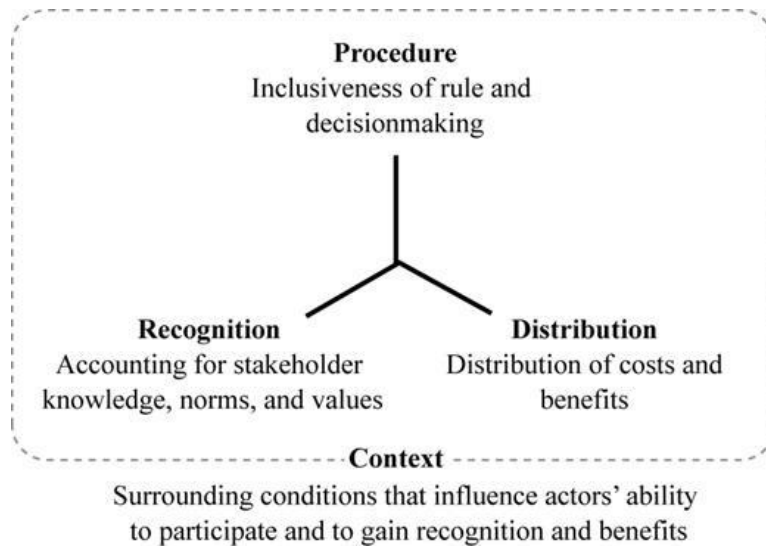 Procedure
Inclusiveness of rule and
decisionmaking
Recognition
Accounting for stakeholder
knowledge, norms, and values
Distribution
Distribution of costs and
benefits
Context
Surrounding conditions that influence actors’ ability
to participate and to gain recognition and benefits